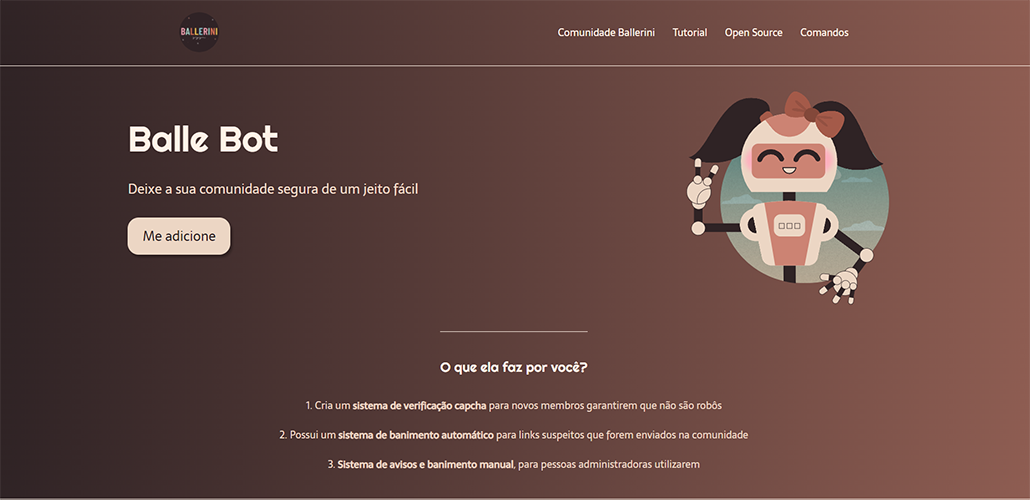 BALLERINI
Comunidade Ballerini Tutorial Open Source Comandos
Balle Bot
Deixe a sua comunidade segura de um jeito fácil
Me adicione
O que ela faz por você?
1. Cria um sistema de verificação capcha para novos membros garantirem que não são robôs
2. Possui um sistema de banimento automático para links suspeitos que forem enviados na comunidade
3. Sistema de avisos e banimento manual, para pessoas administradoras utilizarem